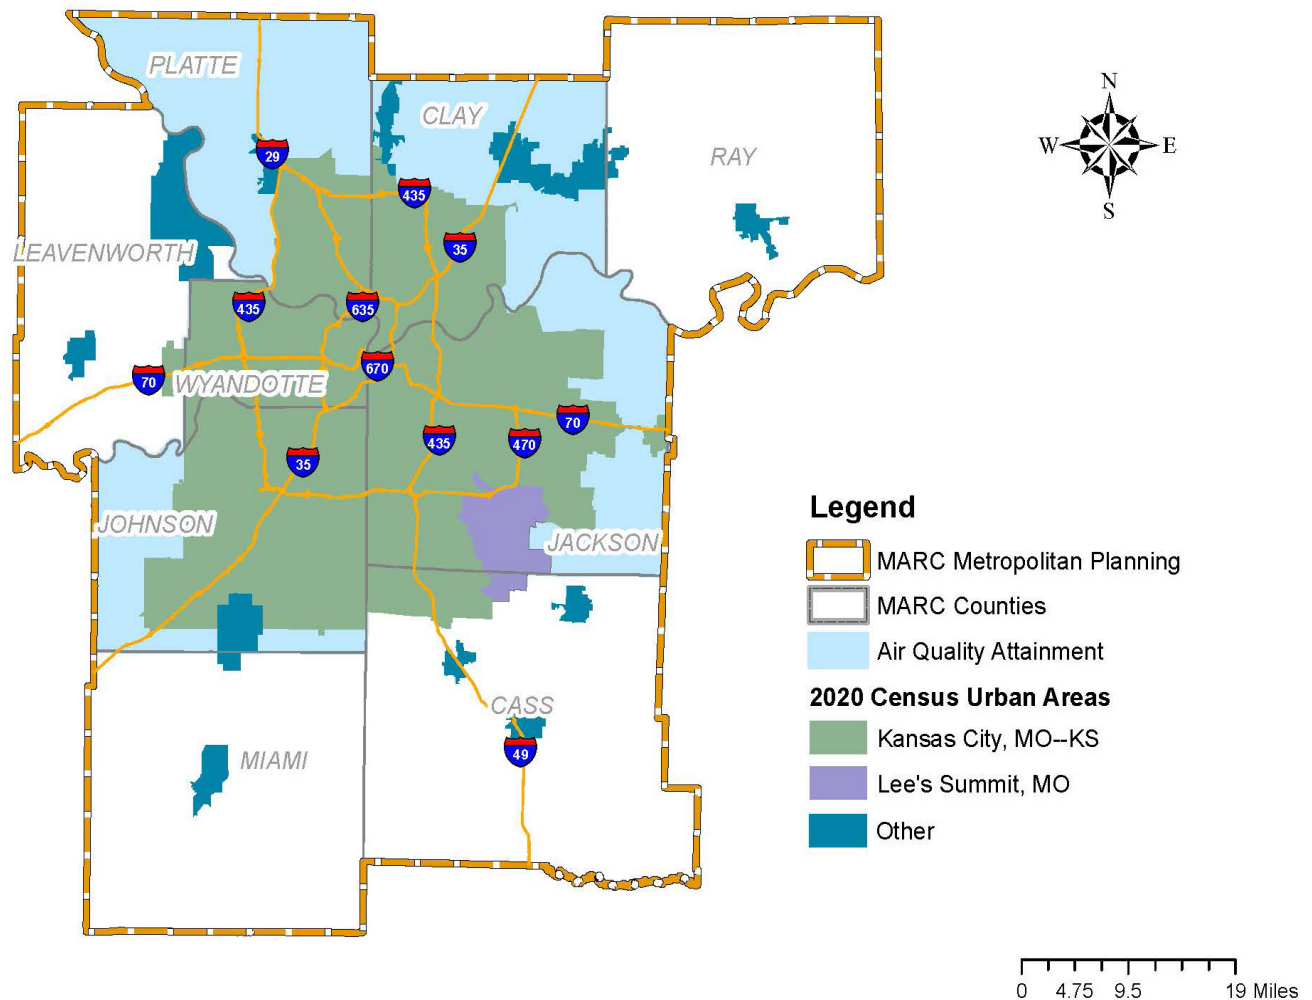 PLATTE
CLAY
RAY
N
W
E
S
29
435
35
LEAVENWORTH
435
635
670
70
WYANDOTTE
70
435
470
35
JOHNSON
JACKSON
CASS
49
MIAMI
Legend
MARC Metropolitan Planning
MARC Counties
Air Quality Attainment
2020 Census Urban Areas
Kansas City, MO--KS
Lee's Summit, MO
Other
0 4.75 9.5 19 Miles